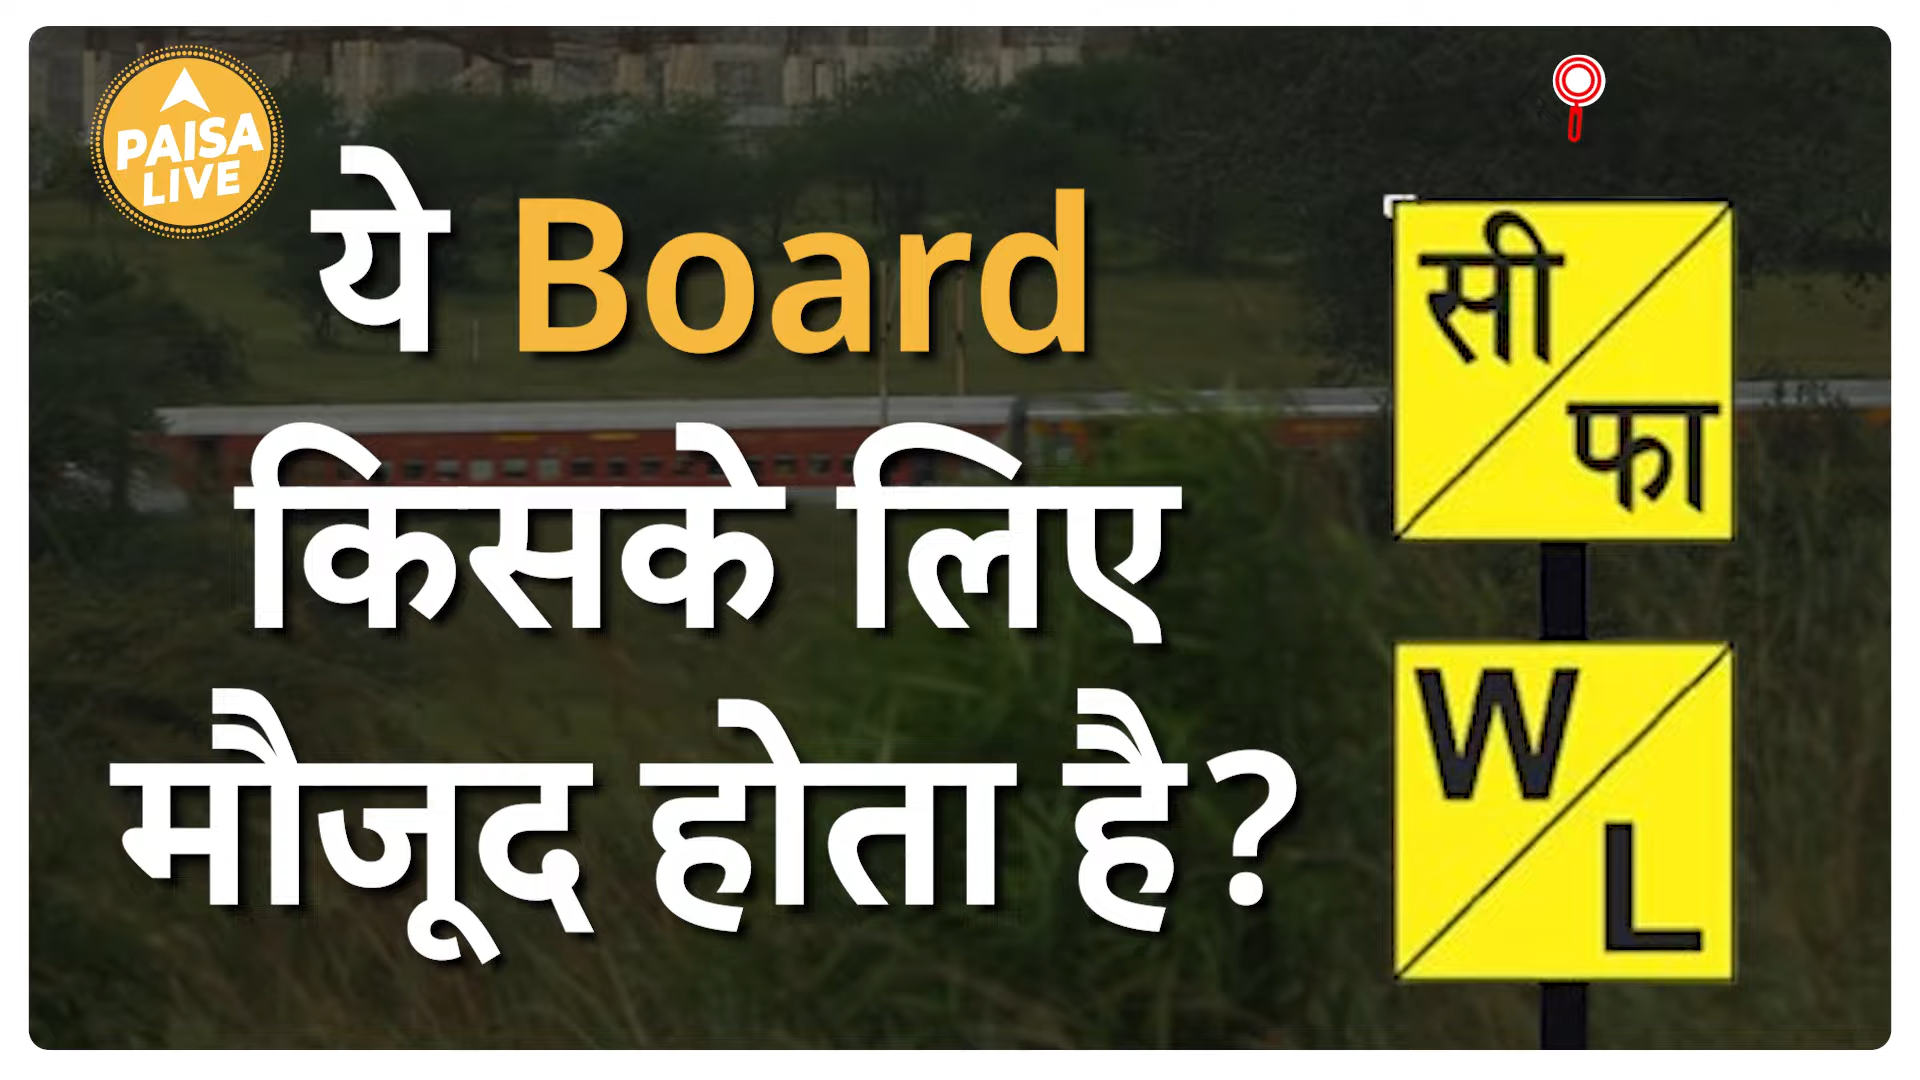 PAISA
LIVE
ये Board
किसके लिए
मौजूद होता है?
सी
फा
W
L